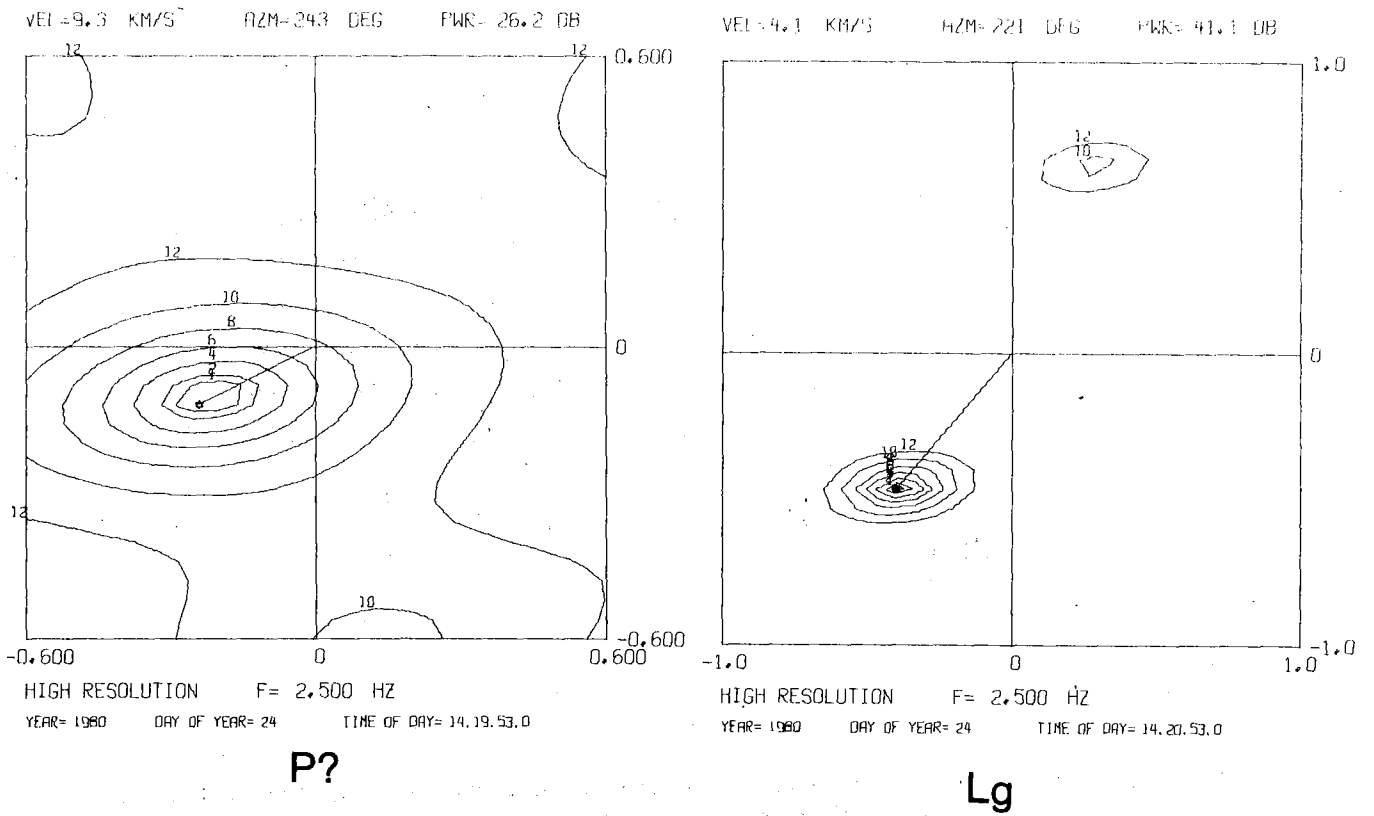 VEL= 9.3 KM/S AZM= 243 DEG PWR= 26.2 DB
12 12 0.600
12
10
8
6
4
2
0
12
10
-0.600
-0.600 0 0.600
HIGH RESOLUTION F= 2.500 HZ
YEAR= 1980 DAY OF YEAR= 24 TIME OF DAY= 14.19.53.0
P?
VEL= 4.1 KM/S AZM= 221 DEG PWR= 41.1 DB
1.0
12
10
0
10 12
-1.0
-1.0 0 1.0
HIGH RESOLUTION F= 2.500 HZ
YEAR= 1980 DAY OF YEAR= 24 TIME OF DAY= 14.20.53.0
Lg